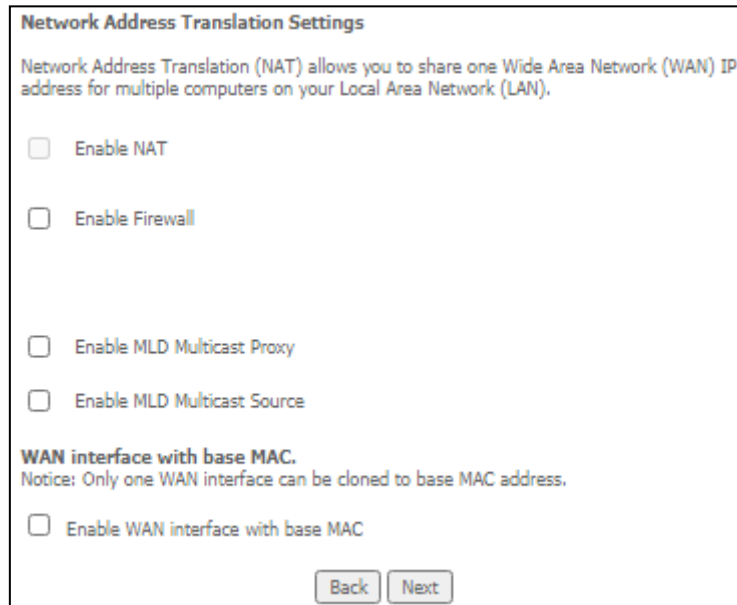 Network Address Translation Settings
Network Address Translation (NAT) allows you to share one Wide Area Network (WAN) IP
address for multiple computers on your Local Area Network (LAN).
Enable NAT
Enable Firewall
Enable MLD Multicast Proxy
Enable MLD Multicast Source
WAN interface with base MAC.
Notice: Only one WAN interface can be cloned to base MAC address.
Enable WAN interface with base MAC
Back Next